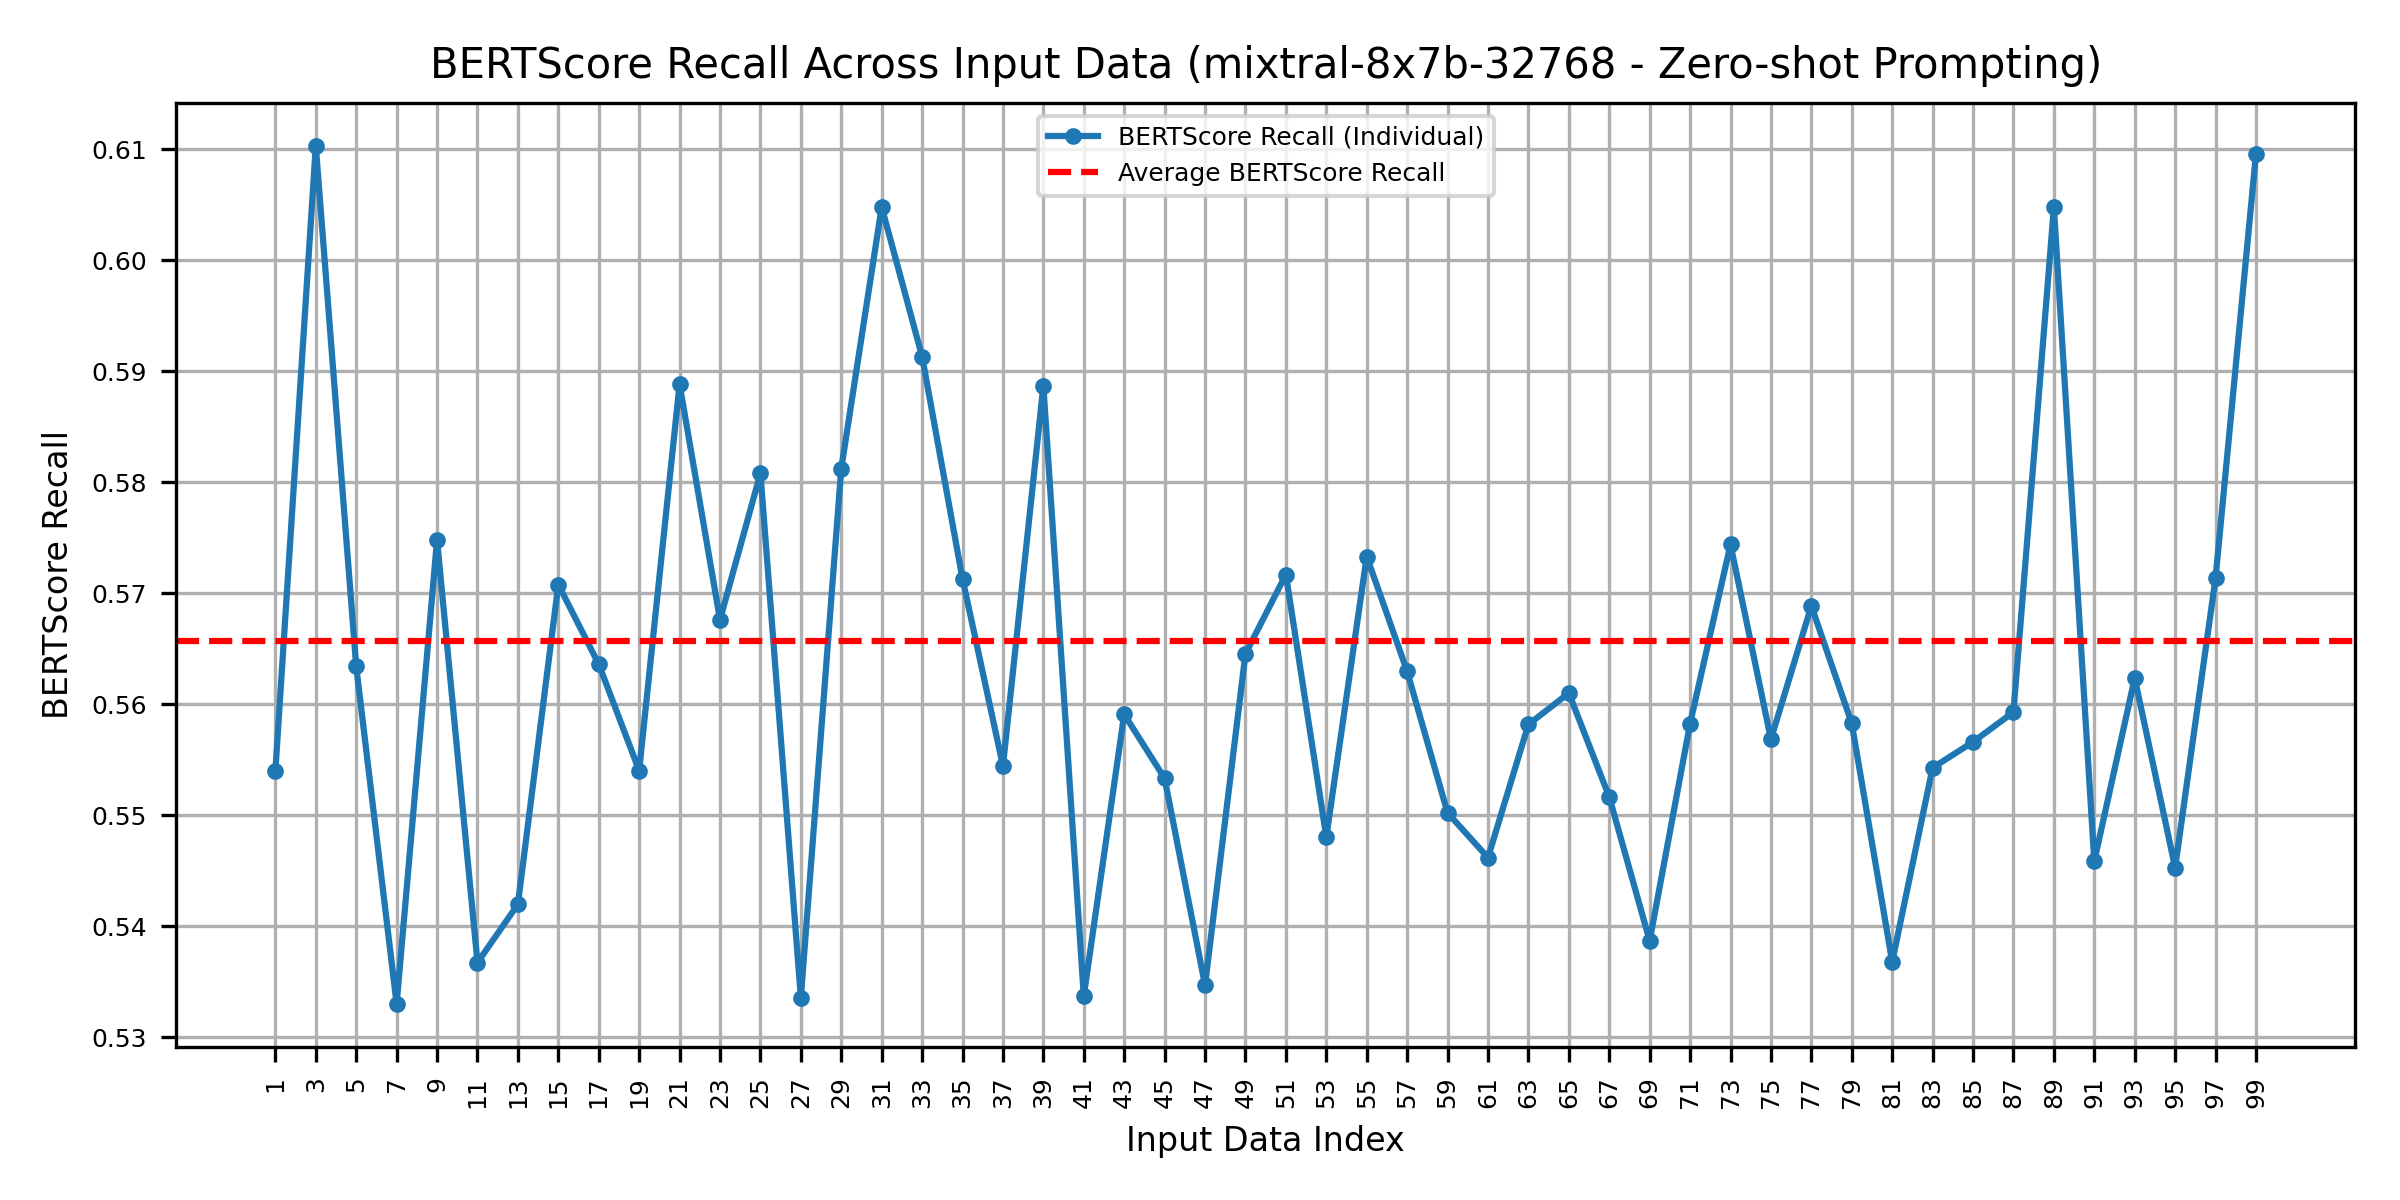 BERTScore Recall Across Input Data (mixtral-8x7b-32768 - Zero-shot Prompting)
BERTScore Recall (Individual)
Average BERTScore Recall
0.61
0.60
0.59
0.58
0.57
0.56
0.55
0.54
0.53
BERTScore Recall
1 3 5 7 9 11 13 15 17 19 21 23 25 27 29 31 33 35 37 39 41 43 45 47 49 51 53 55 57 59 61 63 65 67 69 71 73 75 77 79 81 83 85 87 89 91 93 95 97 99
Input Data Index